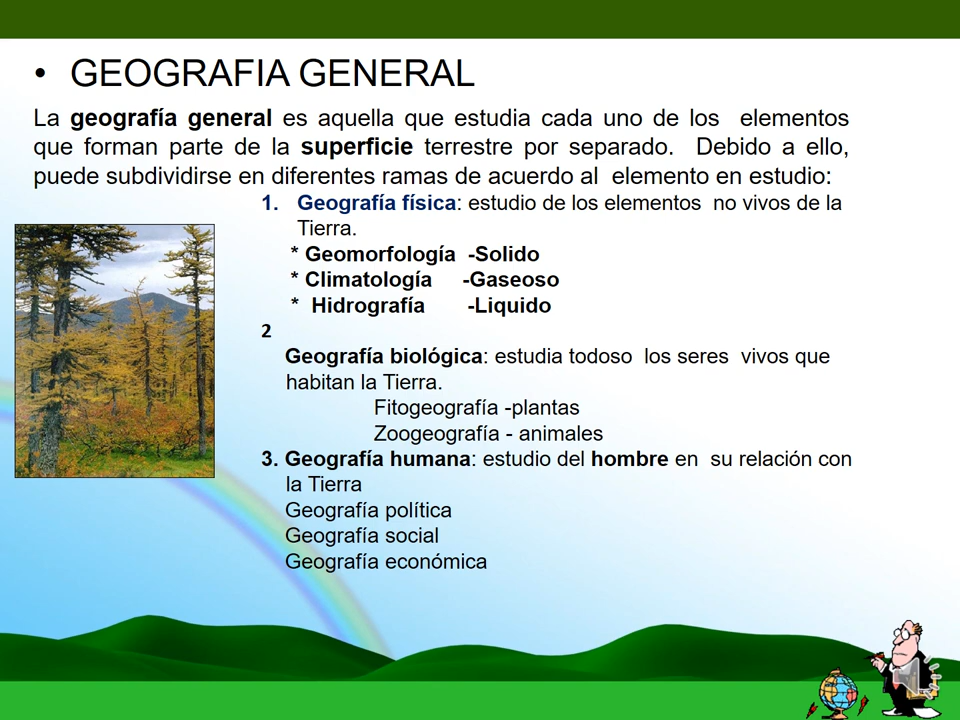 • GEOGRAFIA GENERAL
La geografía general es aquella que estudia cada uno de los elementos
que forman parte de la superficie terrestre por separado. Debido a ello,
puede subdividirse en diferentes ramas de acuerdo al elemento en estudio:
1. Geografía física: estudio de los elementos no vivos de la
Tierra.
* Geomorfología -Solido
* Climatología -Gaseoso
* Hidrografía -Liquido
2
Geografía biológica: estudia todoso los seres vivos que
habitan la Tierra.
Fitogeografía -plantas
Zoogeografía - animales
3. Geografía humana: estudio del hombre en su relación con
la Tierra
Geografía política
Geografía social
Geografía económica